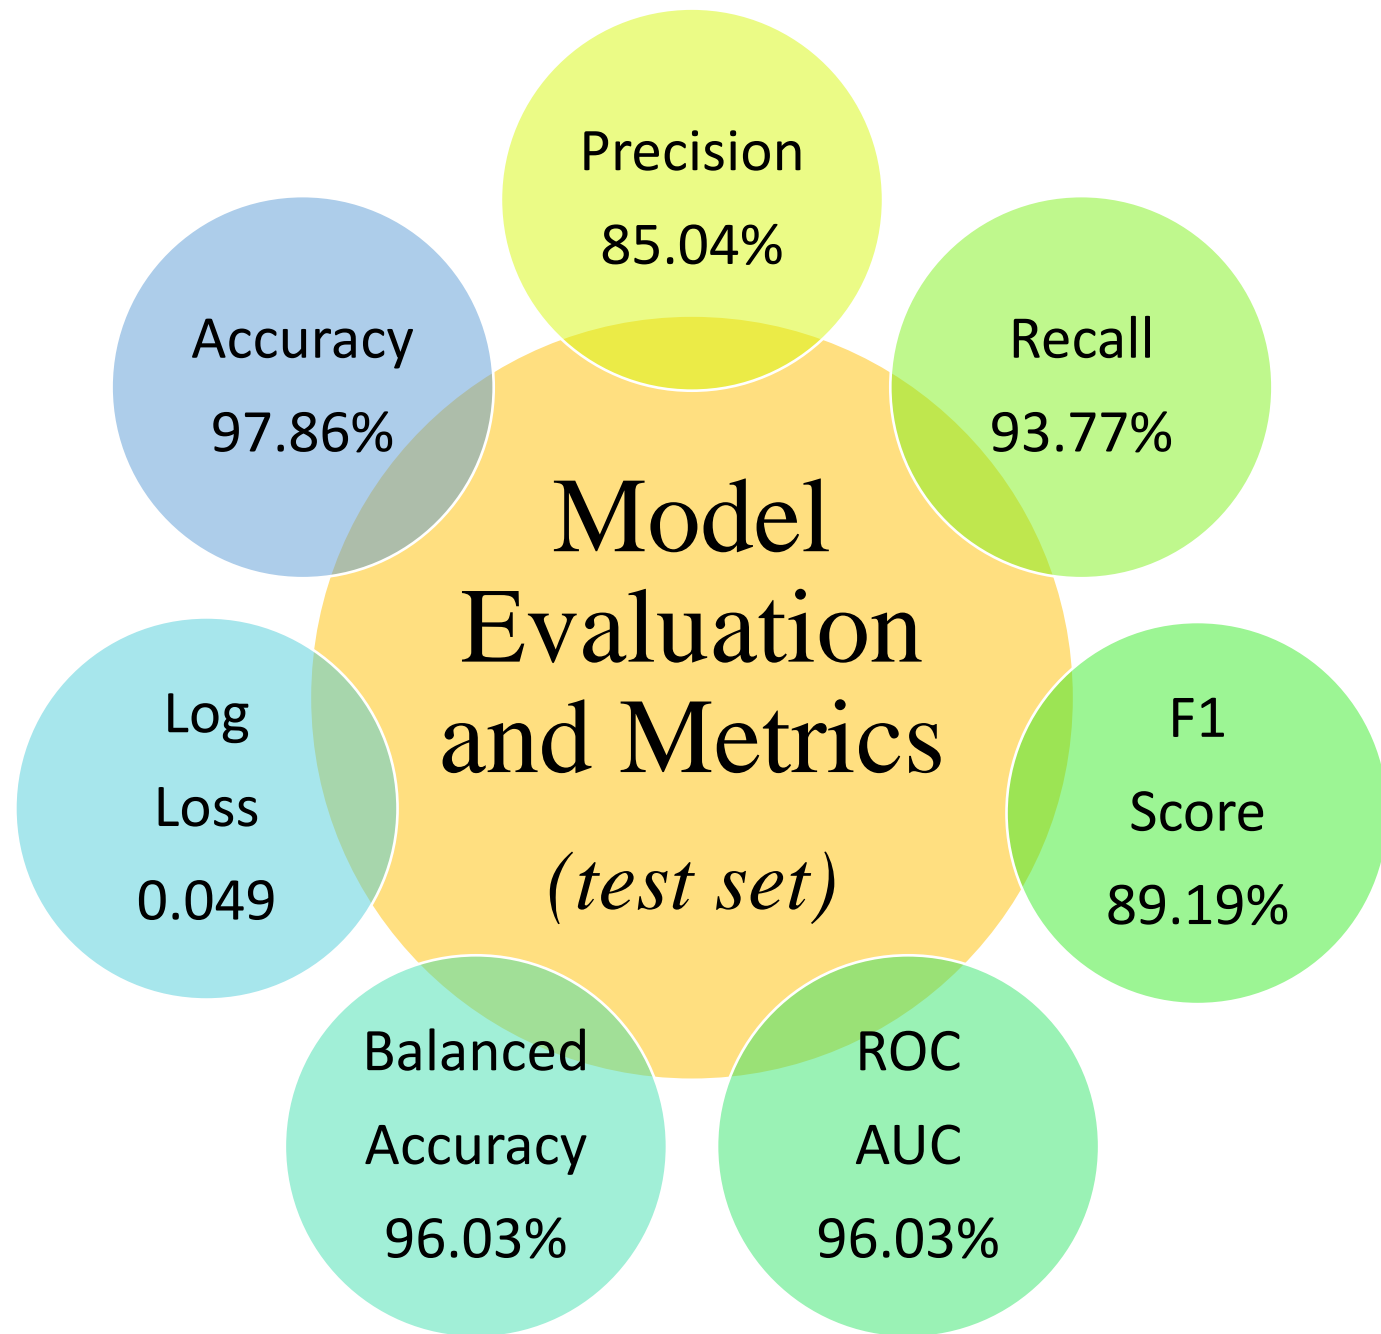 Precision
85.04%
Accuracy
97.86%
Recall
93.77%
Model
Evaluation
and Metrics
(test set)
Log
Loss
0.049
F1
Score
89.19%
Balanced
Accuracy
96.03%
ROC
AUC
96.03%